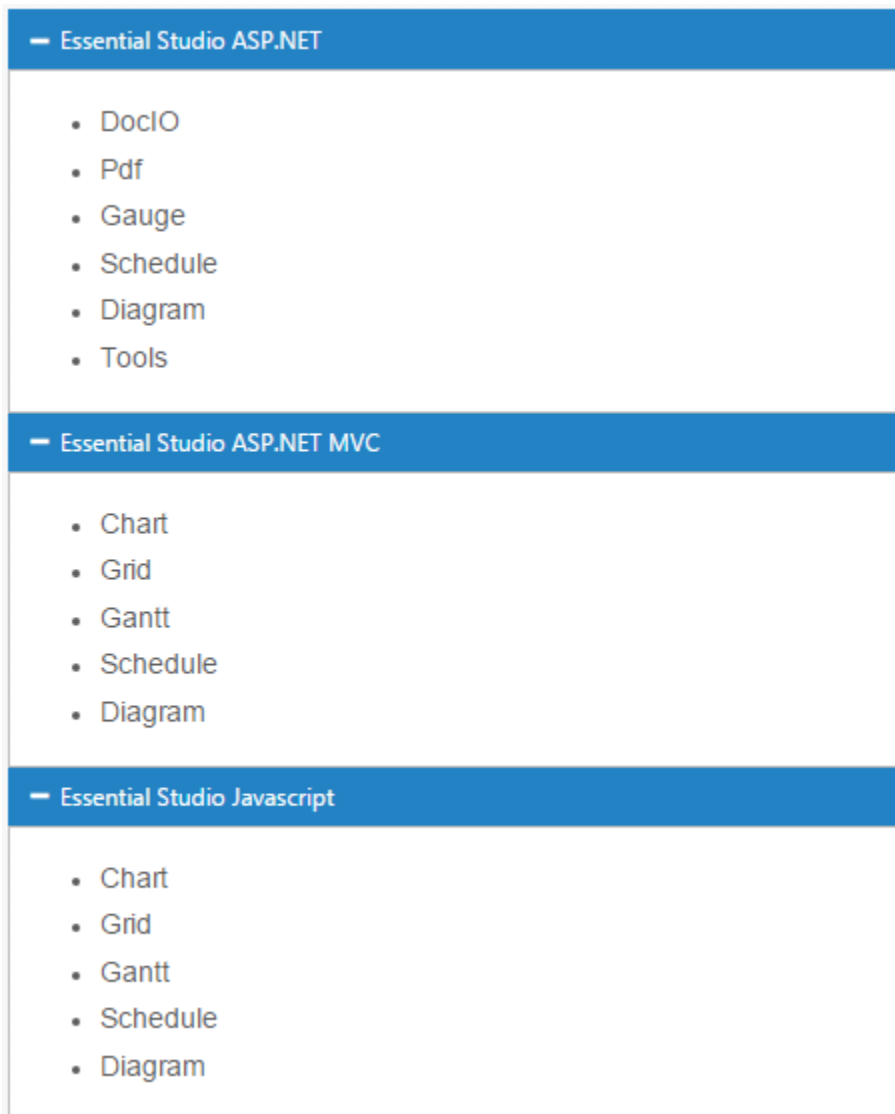 Essential Studio ASP.NET
DocIO
Pdf
Gauge
Schedule
Diagram
Tools
Essential Studio ASP.NET MVC
Chart
Grid
Gantt
Schedule
Diagram
Essential Studio Javascript
Chart
Grid
Gantt
Schedule
Diagram